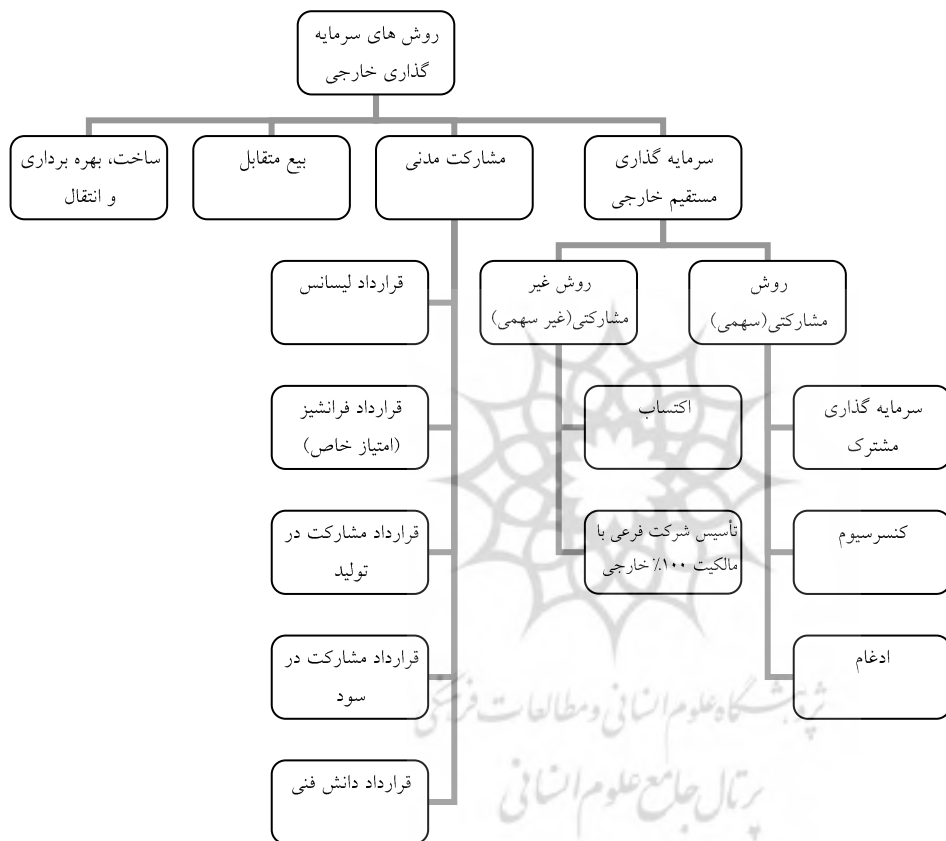 روش های سرمایه
گذاری خارجی
سرمایه گذاری
مستقیم خارجی
مشارکت مدنی
بیع متقابل
ساخت، بهره برداری
و انتقال
روش
مشارکتی(سهمی)
روش غیر
مشارکتی(غیر سهمی)
قرارداد لیسانس
سرمایه گذاری
مشترک
اکتساب
قرارداد فرانشیز
(امتیاز خاص)
کنسرسیوم
تأسیس شرکت فرعی با
مالکیت ۱۰۰٪ خارجی
قرارداد مشارکت در
تولید
ادغام
قرارداد مشارکت در
سود
قرارداد دانش فنی
پژوهشگاه علوم انسانی و مطالعات فرهنگی
پرتال جامع علوم انسانی